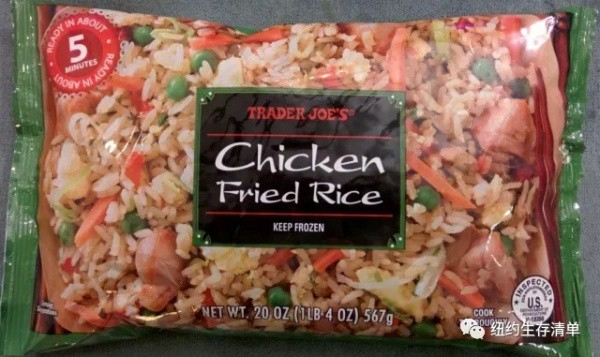 READY IN ABOUT
5
MINUTES
READY IN ABOUT
TRADER JOE'S®
Chicken
Fried Rice
KEEP FROZEN
NET WT. 20 OZ (1LB 4 OZ) 567g
COOK
INSPECTED
U.S.
纽约生存清单